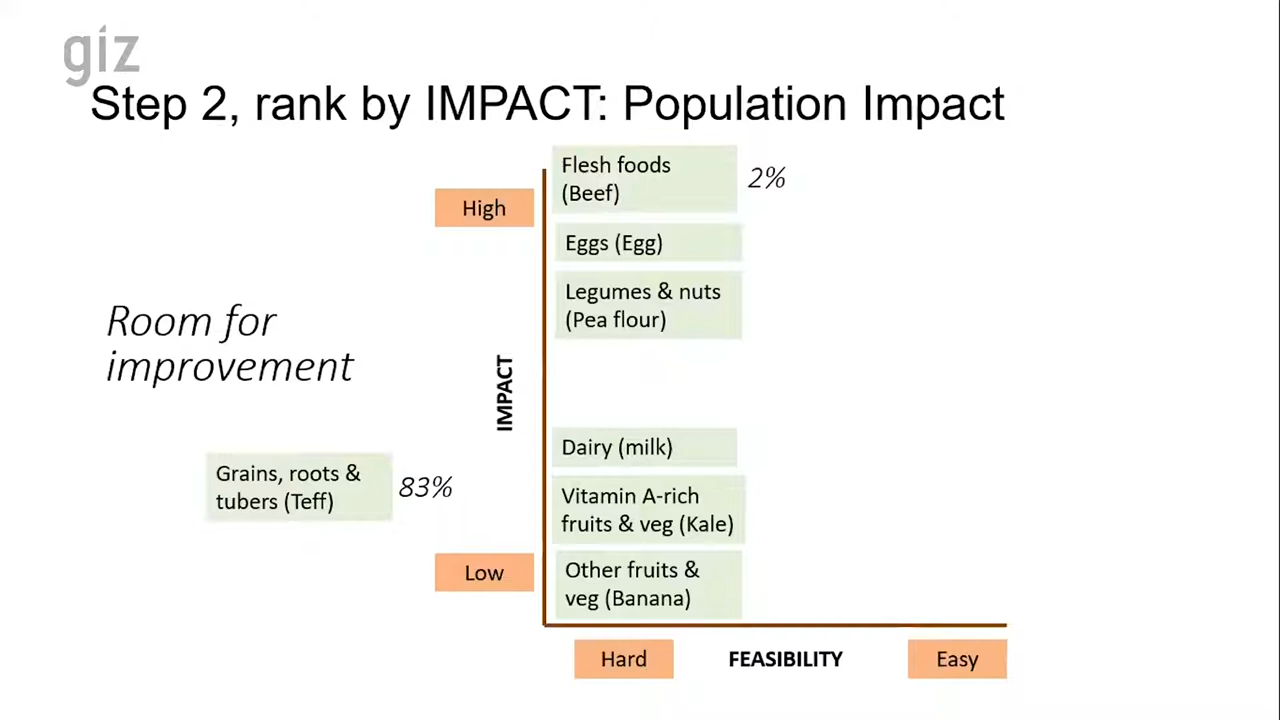 giz
Step 2, rank by IMPACT: Population Impact
Flesh foods
(Beef)
2%
High
Eggs (Egg)
Legumes & nuts
(Pea flour)
Room for
improvement
IMPACT
Dairy (milk)
Grains, roots &
tubers (Teff)
83%
Vitamin A-rich
fruits & veg (Kale)
Low
Other fruits &
veg (Banana)
Hard
FEASIBILITY
Easy